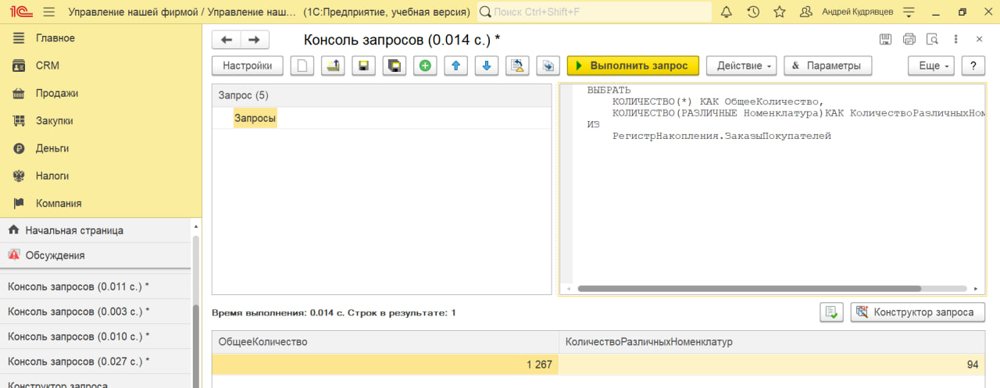 1С Управление нашей фирмой / Управление наш... (1С:Предприятие, учебная версия) Поиск Ctrl+Shift+F Андрей Кудрявцев
Главное
CRM
Продажи
Закупки
Деньги
Налоги
Компания
Начальная страница
Обсуждения
Консоль запросов (0.011 с.) *
Консоль запросов (0.003 с.) *
Консоль запросов (0.010 с.) *
Консоль запросов (0.027 с.) *
Конструктор запроса
Консоль запросов (0.014 с.) *
Настройки Выполнить запрос Действие & Параметры Еще ?
Запрос (5)
Запросы
ВЫБРАТЬ
КОЛИЧЕСТВО(*) КАК ОбщееКоличество,
КОЛИЧЕСТВО(РАЗЛИЧНЫЕ Номенклатура)КАК КоличествоРазличныхНом
ИЗ
РегистрНакопления.ЗаказыПокупателей
Время выполнения: 0.014 с. Строк в результате: 1
Конструктор запроса
ОбщееКоличество КоличествоРазличныхНоменклатур
1 267 94